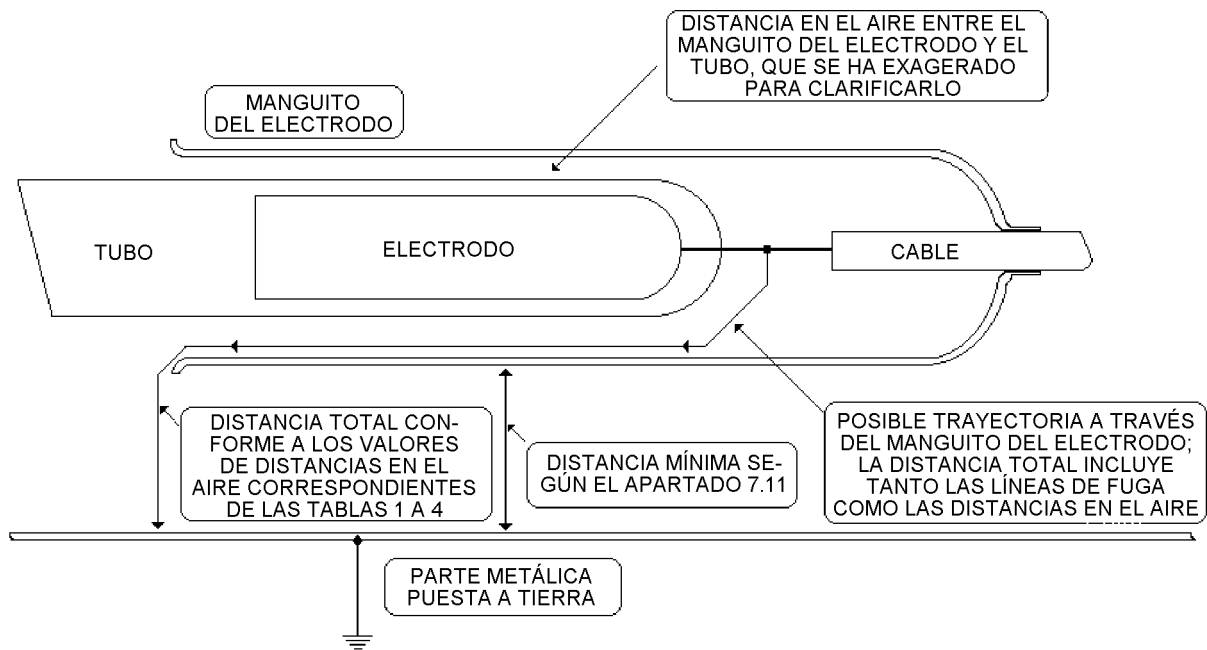 DISTANCIA EN EL AIRE ENTRE EL
MANGUITO DEL ELECTRODO Y EL
TUBO, QUE SE HA EXAGERADO
PARA CLARIFICARLO
MANGUITO
DEL ELECTRODO
TUBO
ELECTRODO
CABLE
DISTANCIA TOTAL CON-
FORME A LOS VALORES
DE DISTANCIAS EN EL
AIRE CORRESPONDIENTES
DE LAS TABLAS 1 A 4
DISTANCIA MÍNIMA SE-
GÚN EL APARTADO 7.11
POSIBLE TRAYECTORIA A TRAVÉS
DEL MANGUITO DEL ELECTRODO;
LA DISTANCIA TOTAL INCLUYE
TANTO LAS LÍNEAS DE FUGA
COMO LAS DISTANCIAS EN EL AIRE
PARTE METÁLICA
PUESTA A TIERRA